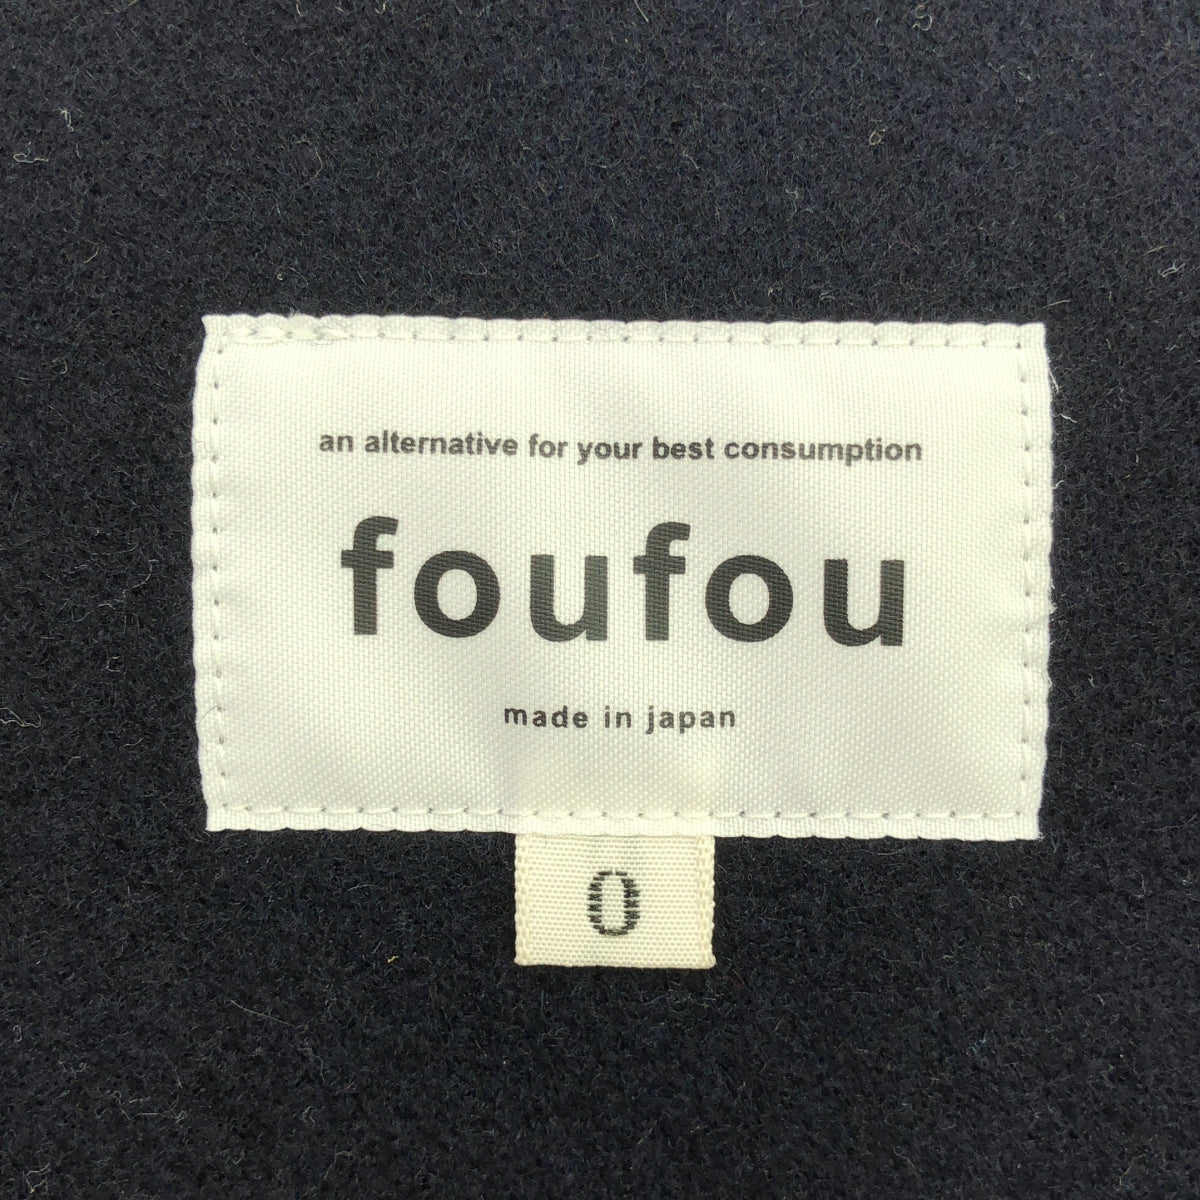 an alternative for your best consumption
foufou
made in japan
0